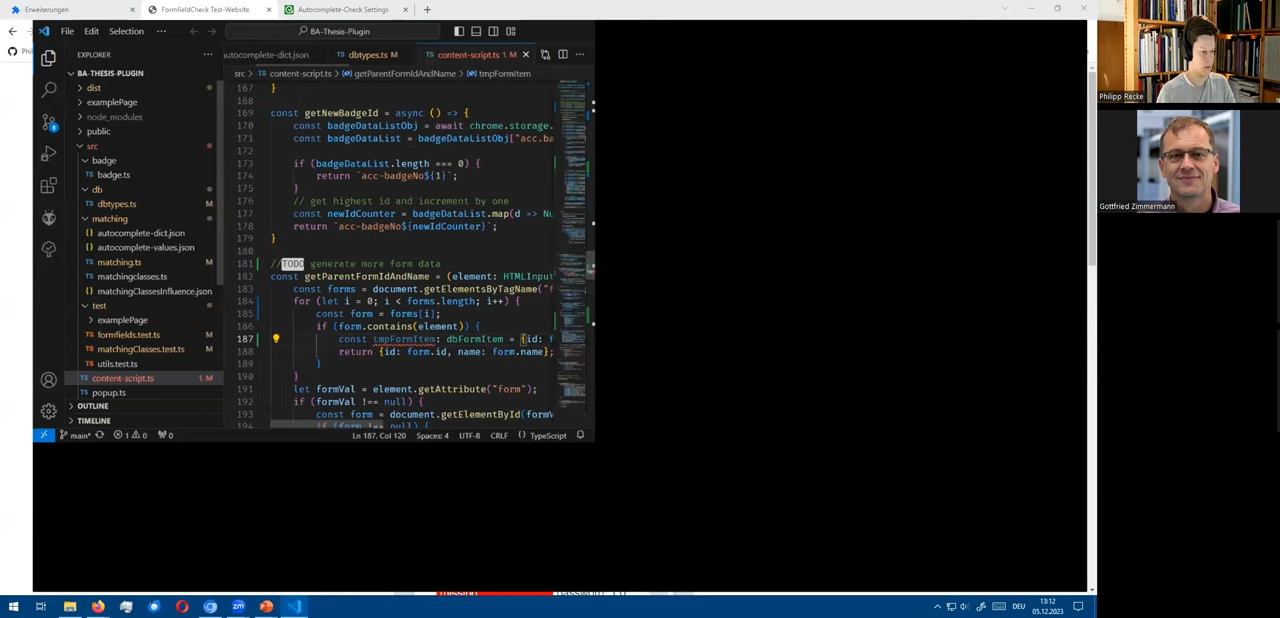 Erweiterungen
FormfieldCheck Test-Website
Autocomplete-Check Settings
File Edit Selection
BA-Thesis-Plugin
EXPLORER
autocomplete-dict.json
dbtypes.ts M
content-script.ts 1, M
BA-THESIS-PLUGIN
src > content-script.ts > getParentFormIdAndName > tmpFormItem
dist
examplePage
node_modules
public
src
badge
badge.ts
db
dbtypes.ts M
matching
autocomplete-dict.json
autocomplete-values.json
matching.ts M
matchingclasses.ts
matchingClassesInfluence.json
test
examplePage
formfields.test.ts M
matchingClasses.test.ts M
utils.test.ts
content-script.ts 1, M
popup.ts
OUTLINE
TIMELINE
167 }
168
169 const getNewBadgeId = async () => {
170 const badgeDataListObj = await chrome.storage.
171 const badgeDataList = badgeDataListObj["acc.ba
172
173 if (badgeDataList.length === 0) {
174 return `acc-badgeNo${1}`;
175 }
176 // get highest id and increment by one
177 const newIdCounter = badgeDataList.map(d => Nu
178 return `acc-badgeNo${newIdCounter}`;
179 }
180
181 //TODO generate more form data
182 const getParentFormIdAndName = (element: HTMLInput
183 const forms = document.getElementsByTagName("f
184 for (let i = 0; i < forms.length; i++) {
185 const form = forms[i];
186 if (form.contains(element)) {
187 const tmpFormItem: dbFormItem = {id: f
188 return {id: form.id, name: form.name};
189 }
190 }
191 let formVal = element.getAttribute("form");
192 if (formVal !== null) {
193 const form = document.getElementById(formV
194 if (form !== null) {
main* 1 0 0
Ln 187, Col 120 Spaces: 4 UTF-8 CRLF TypeScript
Philipp Recke
Gottfried Zimmermann
DEU
13:12
05.12.2023